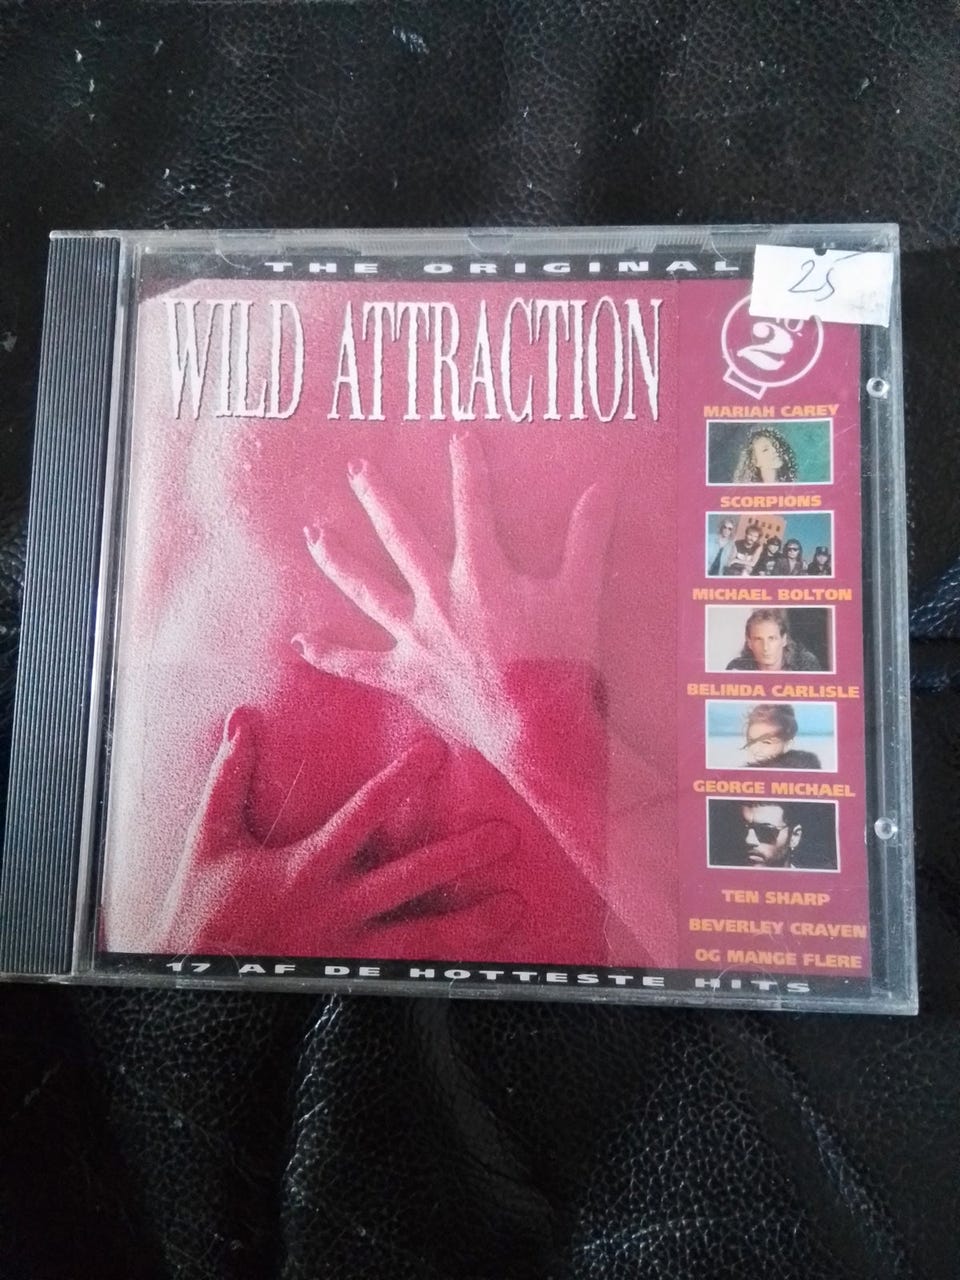 THE ORIGINAL
25
WILD ATTRACTION
2
MARIAH CAREY
SCORPIONS
MICHAEL BOLTON
BELINDA CARLISLE
GEORGE MICHAEL
TEN SHARP
BEVERLEY CRAVEN
OG MANGE FLERE
17 AF DE HOTTESTE HITS